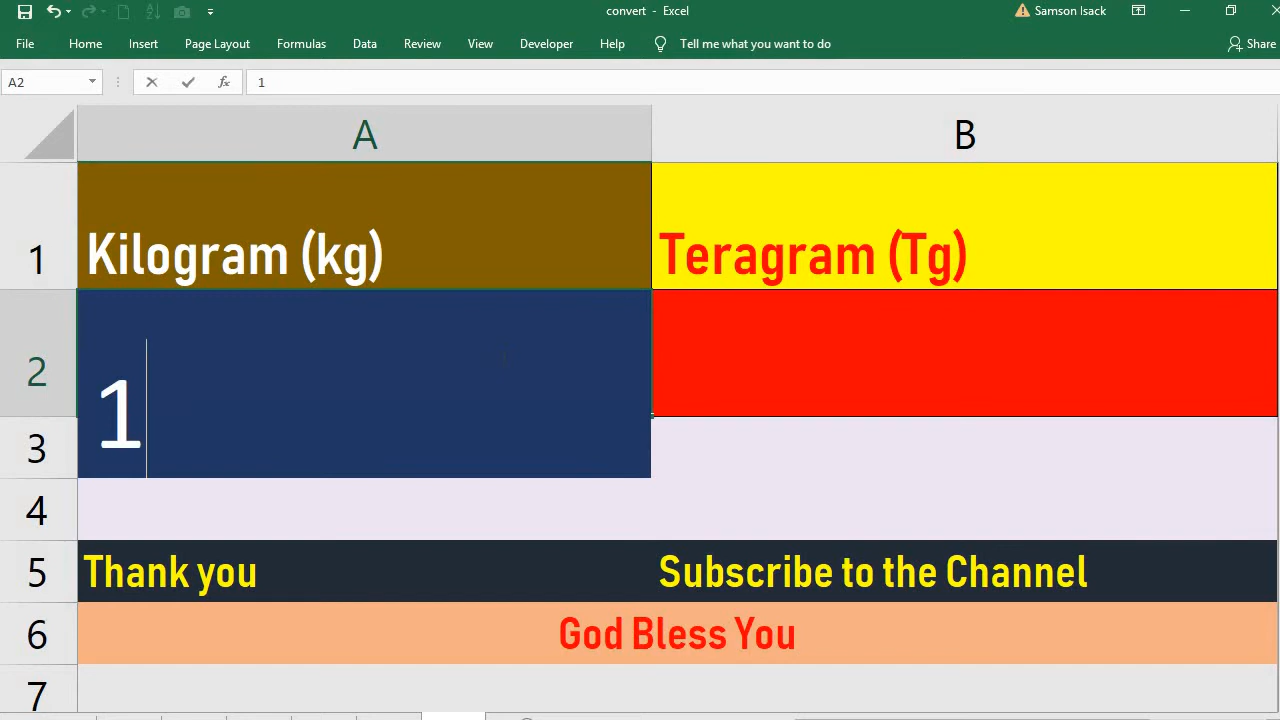 convert - Excel
Samson Isack
File Home Insert Page Layout Formulas Data Review View Developer Help Tell me what you want to do Share
A2 fx 1
A B
1 Kilogram (kg) Teragram (Tg)
2 1
3
4
5 Thank you Subscribe to the Channel
6 God Bless You
7